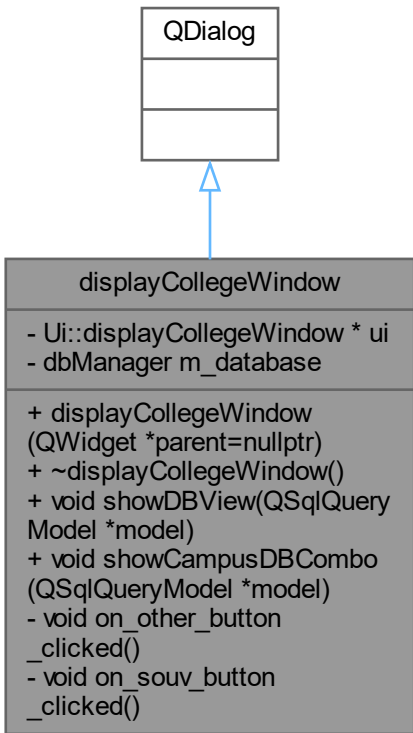 QDialog
displayCollegeWindow
- Ui::displayCollegeWindow * ui
- dbManager m_database
+ displayCollegeWindow
(QWidget *parent=nullptr)
+ ~displayCollegeWindow()
+ void showDBView(QSqlQuery
Model *model)
+ void showCampusDBCombo
(QSqlQueryModel *model)
- void on_other_button
_clicked()
- void on_souv_button
_clicked()